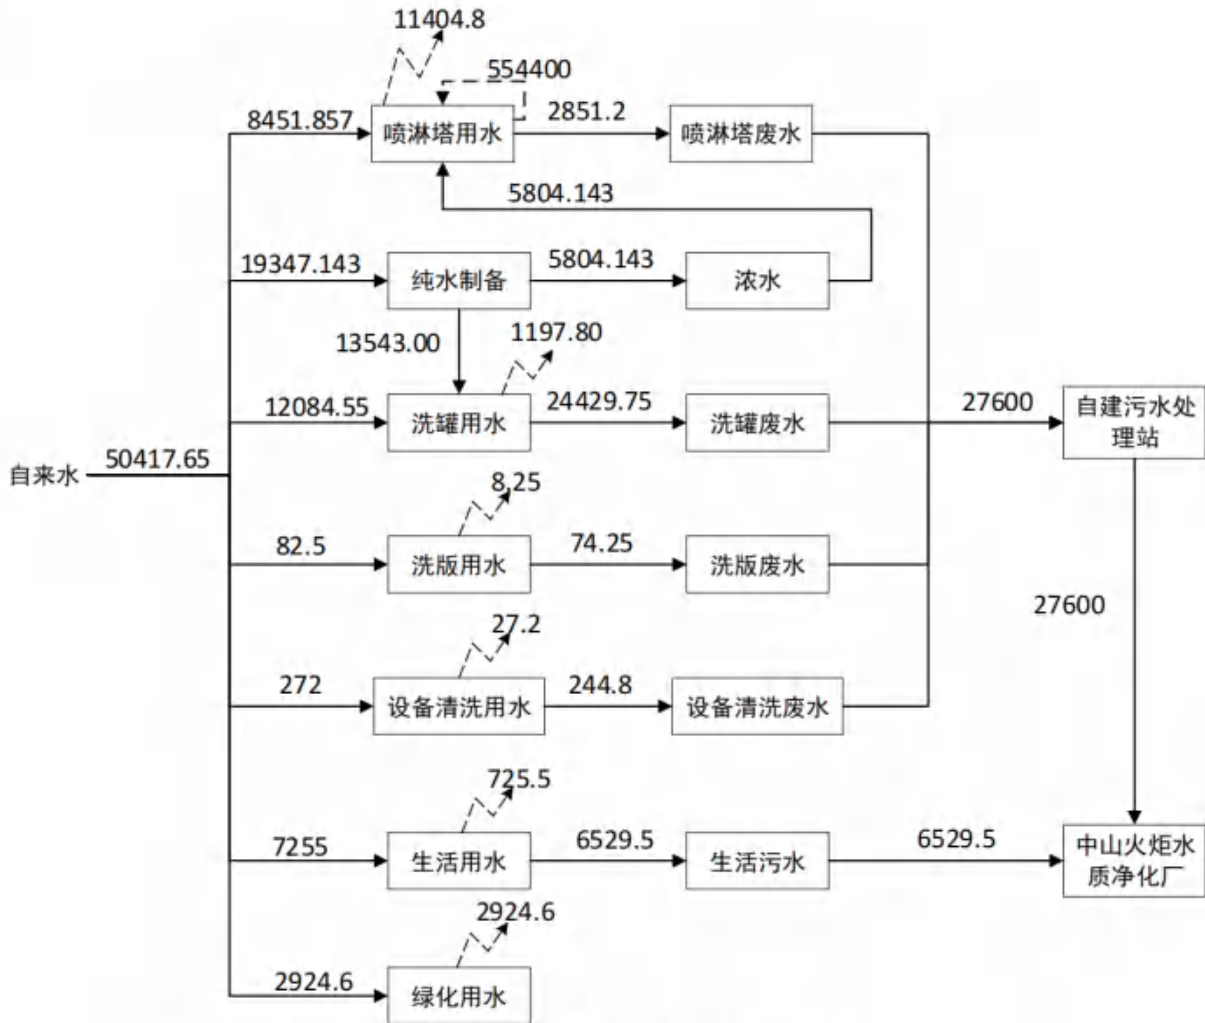 11404.8
554400
8451.857
喷淋塔用水
2851.2
喷淋塔废水
5804.143
19347.143
纯水制备
5804.143
浓水
13543.00
1197.80
12084.55
洗罐用水
24429.75
洗罐废水
27600
自建污水处
理站
自来水
50417.65
8.25
82.5
洗版用水
74.25
洗版废水
27600
27.2
272
设备清洗用水
244.8
设备清洗废水
725.5
7255
生活用水
6529.5
生活污水
6529.5
中山火炬水
质净化厂
2924.6
2924.6
绿化用水